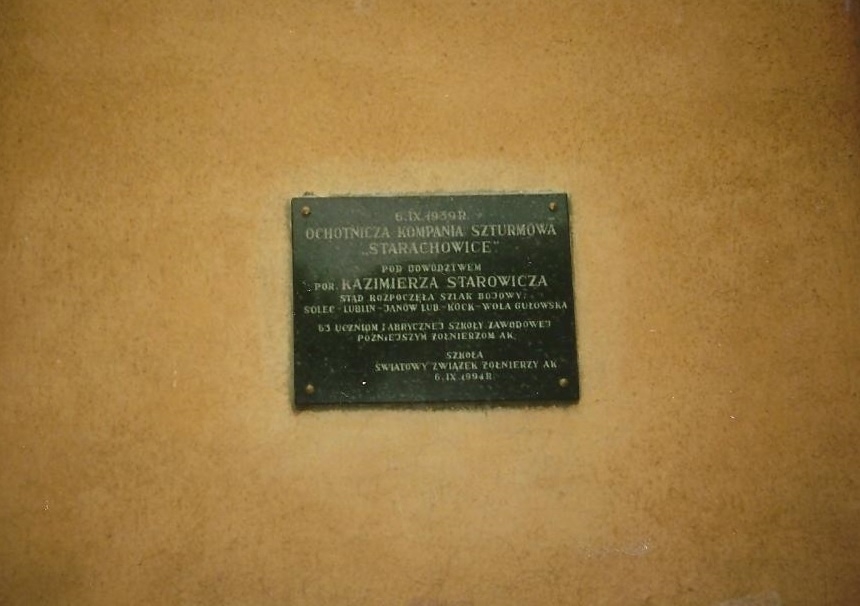 6.IX.1939R.
OCHOTNICZA KOMPANIA SZTURMOWA
„STARACHOWICE"
POD DOWÓDZTWEM
POR. KAZIMIERZA STAROWICZA
STĄD ROZPOCZĘŁA SZLAK BOJOWY:
SOLEC-LUBLIN-JANÓW LUB.-KOCK-WOLA GUŁOWSKA
63 UCZNIOM FABRYCZNEJ SZKOŁY ZAWODOWEJ
PÓŹNIEJSZYM ŻOŁNIERZOM AK.
SZKOŁA
ŚWIATOWY ZWIĄZEK ŻOŁNIERZY AK
6.IX.1994R.